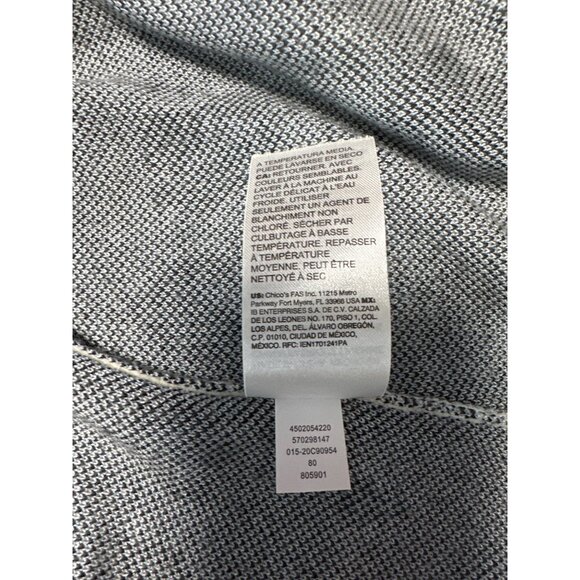 A TEMPERATURA MEDIA.
PUEDE LAVARSE EN SECO
CA: RETOURNER. AVEC
COULEURS SEMBLABLES.
LAVER À LA MACHINE AU
CYCLE DÉLICAT À L'EAU
FROIDE. UTILISER
SEULEMENT UN AGENT DE
BLANCHIMENT NON
CHLORÉ. SÉCHER PAR
CULBUTAGE À BASSE
TEMPÉRATURE. REPASSER
À TEMPÉRATURE
MOYENNE. PEUT ÊTRE
NETTOYÉ À SEC
US: Chico's FAS Inc. 11215 Metro
Parkway Fort Myers, FL 33966 USA MX:
IB ENTERPRISES S.A. DE C.V. CALZADA
DE LOS LEONES NO. 170, PISO 1, COL.
LOS ALPES, DEL. ÁLVARO OBREGÓN,
C.P. 01010, CIUDAD DE MÉXICO,
MÉXICO. RFC: IEN1701241PA
4502054220
570298147
015-20C90954
80
805901